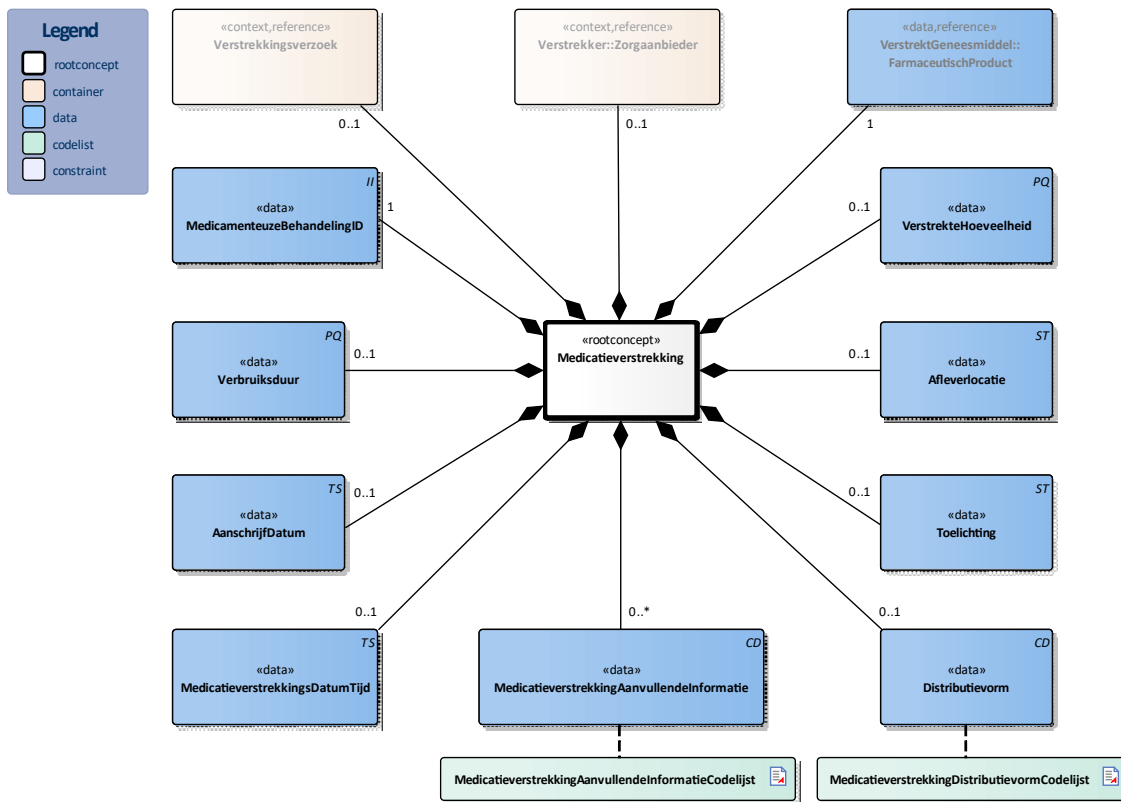 Legend
rootconcept
container
data
codelist
constraint
«context,reference»
Verstrekkingsverzoek
0..1
«context,reference»
Verstrekker::Zorgaanbieder
0..1
«data,reference»
VerstrektGeneesmiddel::
FarmaceutischProduct
1
II
«data»
MedicamenteuzeBehandelingID
1
PQ
«data»
VerstrekteHoeveelheid
0..1
«rootconcept»
Medicatieverstrekking
PQ
«data»
Verbruiksduur
0..1
ST
«data»
Afleverlocatie
0..1
TS
«data»
AanschrijfDatum
0..1
ST
«data»
Toelichting
0..1
TS
«data»
MedicatieverstrekkingsDatumTijd
0..1
CD
«data»
MedicatieverstrekkingAanvullendeInformatie
0..*
CD
«data»
Distributievorm
0..1
MedicatieverstrekkingAanvullendeInformatieCodelijst
MedicatieverstrekkingDistributievormCodelijst